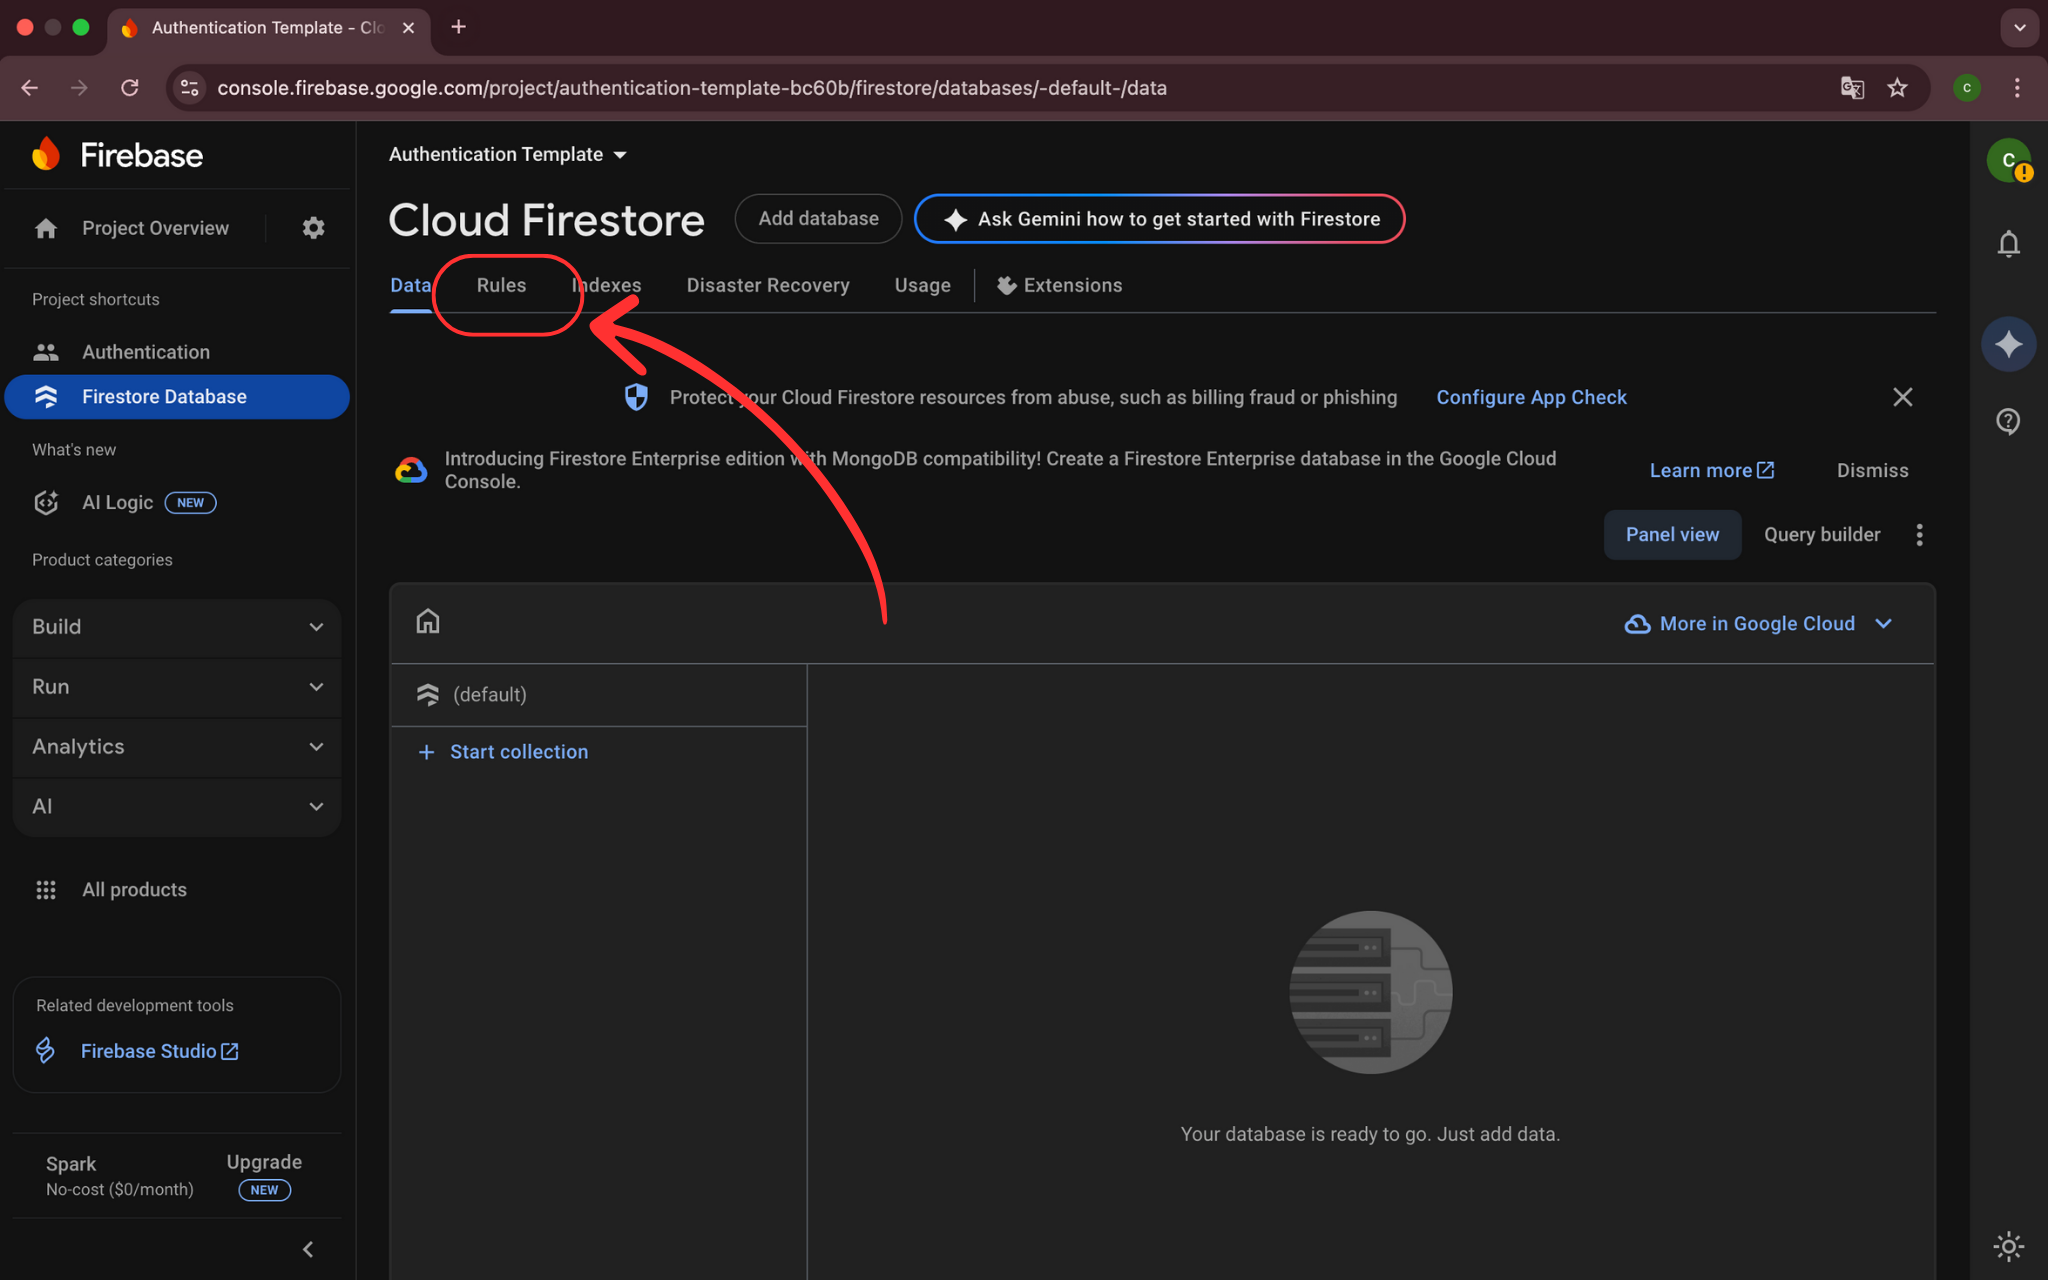 Authentication Template - Clo
console.firebase.google.com/project/authentication-template-bc60b/firestore/databases/-default-/data
C
Firebase
Authentication Template
C
Cloud Firestore
Add database
Ask Gemini how to get started with Firestore
Project Overview
Data
Rules
Indexes
Disaster Recovery
Usage
Extensions
Project shortcuts
Authentication
Firestore Database
Protect your Cloud Firestore resources from abuse, such as billing fraud or phishing
Configure App Check
What's new
Introducing Firestore Enterprise edition with MongoDB compatibility! Create a Firestore Enterprise database in the Google Cloud
Console.
Learn more
Dismiss
AI Logic
NEW
Panel view
Query builder
Product categories
Build
Run
Analytics
AI
More in Google Cloud
(default)
Start collection
All products
Related development tools
Firebase Studio
Your database is ready to go. Just add data.
Spark
No-cost ($0/month)
Upgrade
NEW